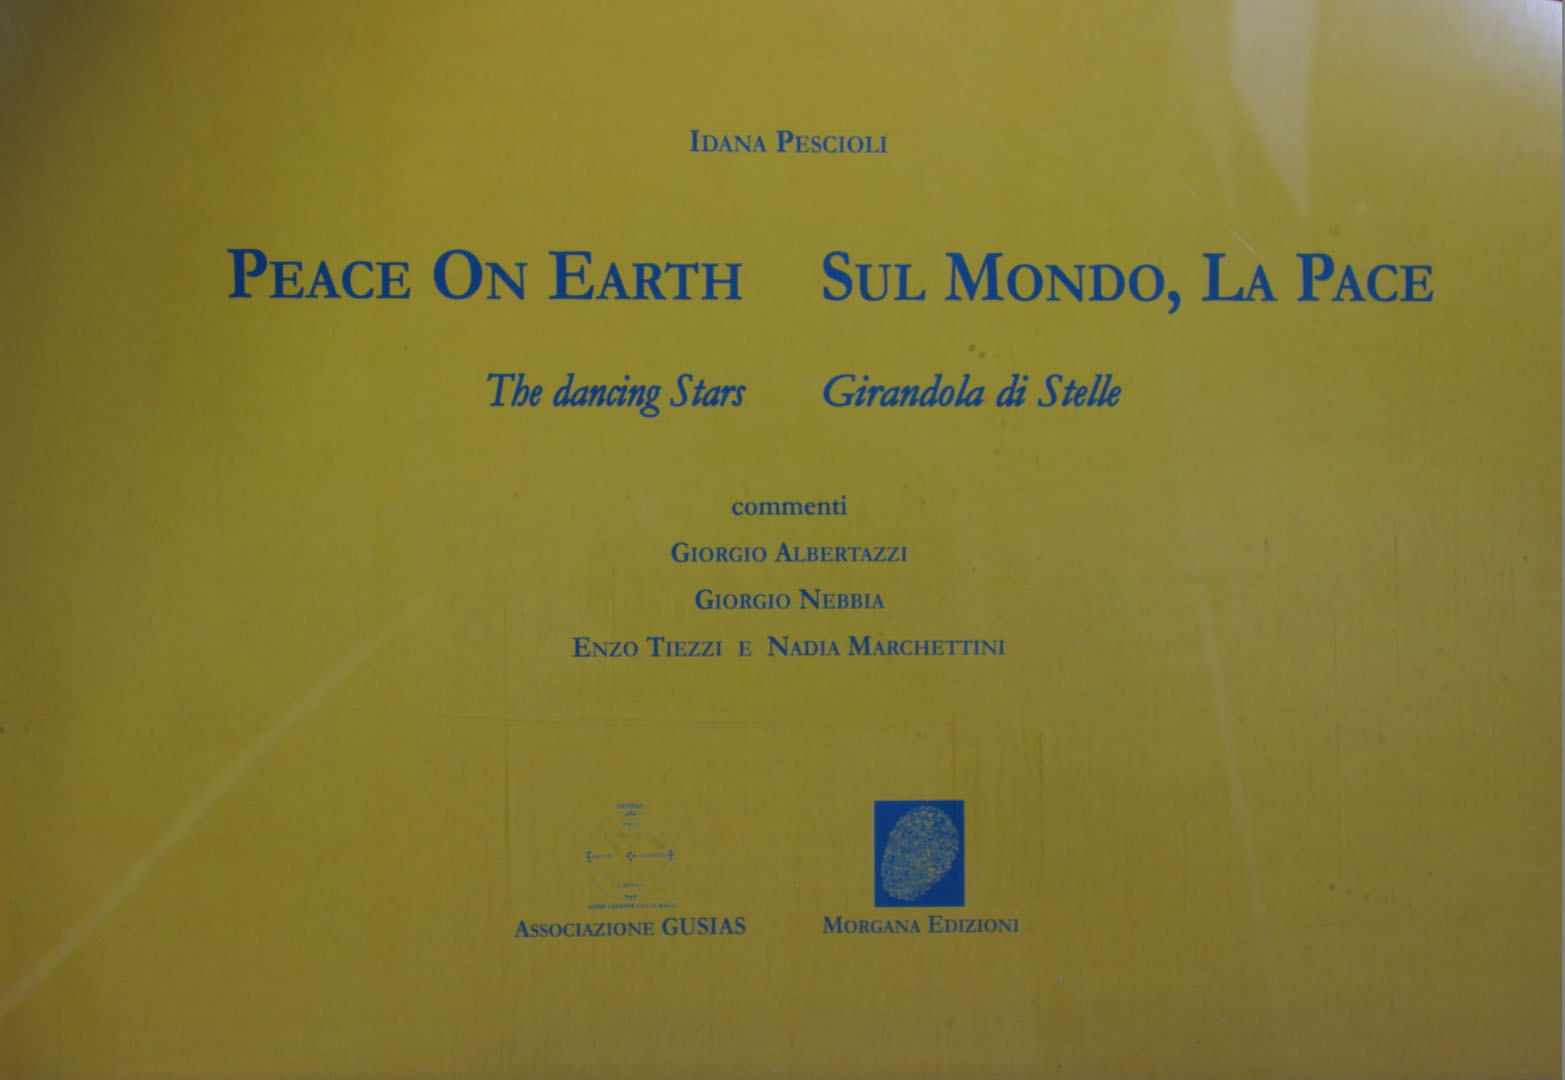 IDANA PESCIOLI
PEACE ON EARTH SUL MONDO, LA PACE
The dancing Stars Girandola di Stelle
commenti
GIORGIO ALBERTAZZI
GIORGIO NEBBIA
ENZO TIEZZI E NADIA MARCHETTINI
ASSOCIAZIONE GUSIAS MORGANA EDIZIONI